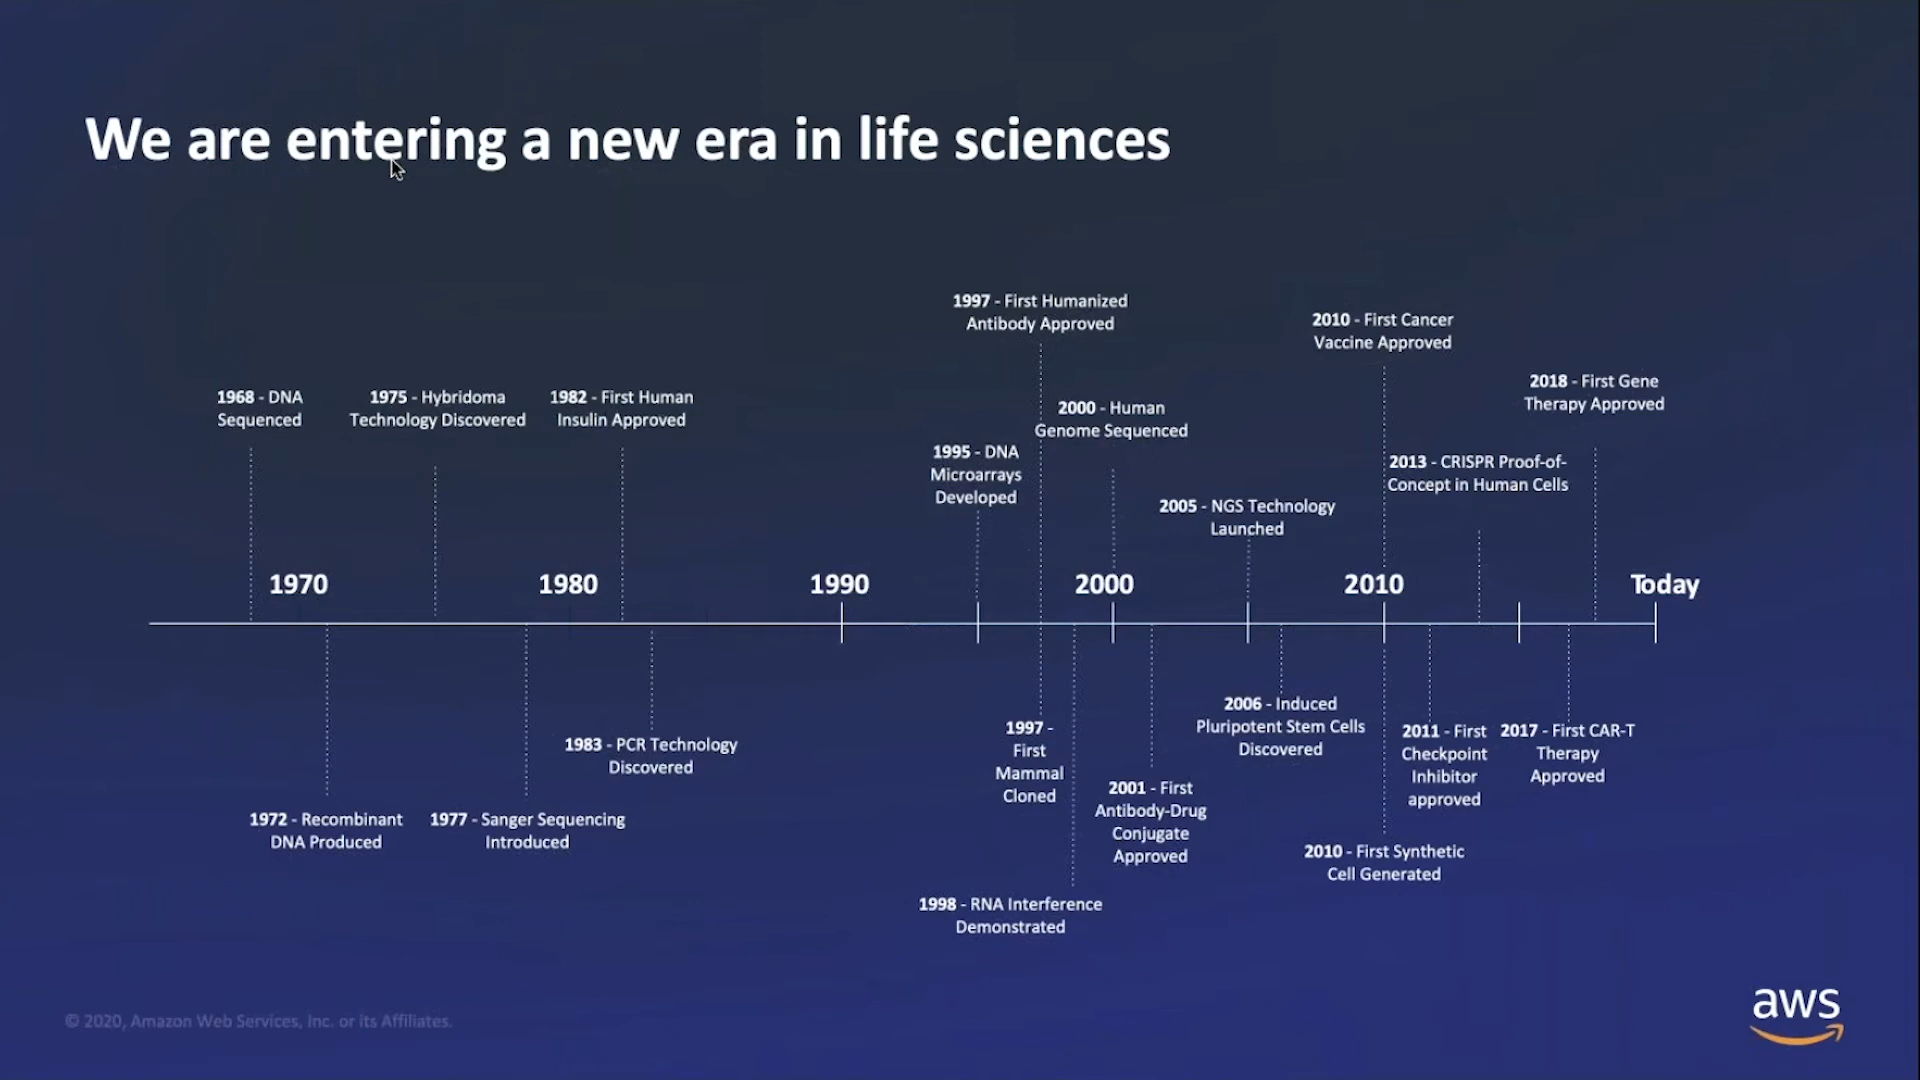 We are entering a new era in life sciences
1997 - First Humanized
Antibody Approved
2010 - First Cancer
Vaccine Approved
2018 - First Gene
Therapy Approved
1968 - DNA
Sequenced
1975 - Hybridoma
Technology Discovered
1982 - First Human
Insulin Approved
2000 - Human
Genome Sequenced
1995 - DNA
Microarrays
Developed
2013 - CRISPR Proof-of-
Concept in Human Cells
2005 - NGS Technology
Launched
1970
1980
1990
2000
2010
Today
1972 - Recombinant
DNA Produced
1977 - Sanger Sequencing
Introduced
1983 - PCR Technology
Discovered
1997 -
First
Mammal
Cloned
1998 - RNA Interference
Demonstrated
2001 - First
Antibody-Drug
Conjugate
Approved
2006 - Induced
Pluripotent Stem Cells
Discovered
2010 - First Synthetic
Cell Generated
2011 - First
Checkpoint
Inhibitor
approved
2017 - First CAR-T
Therapy
Approved
© 2020, Amazon Web Services, Inc. or its Affiliates.
aws